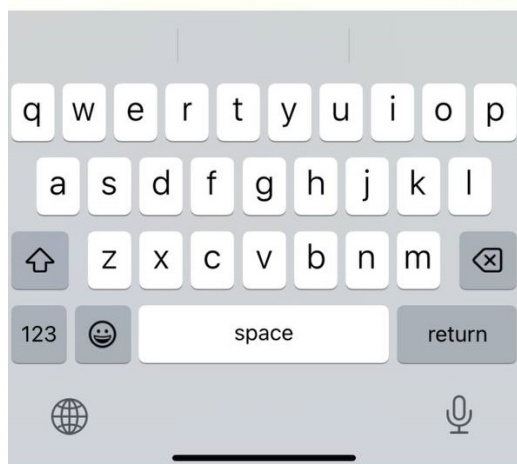 q w e r t y u i o p
a s d f g h j k l
z x c v b n m
123 space return